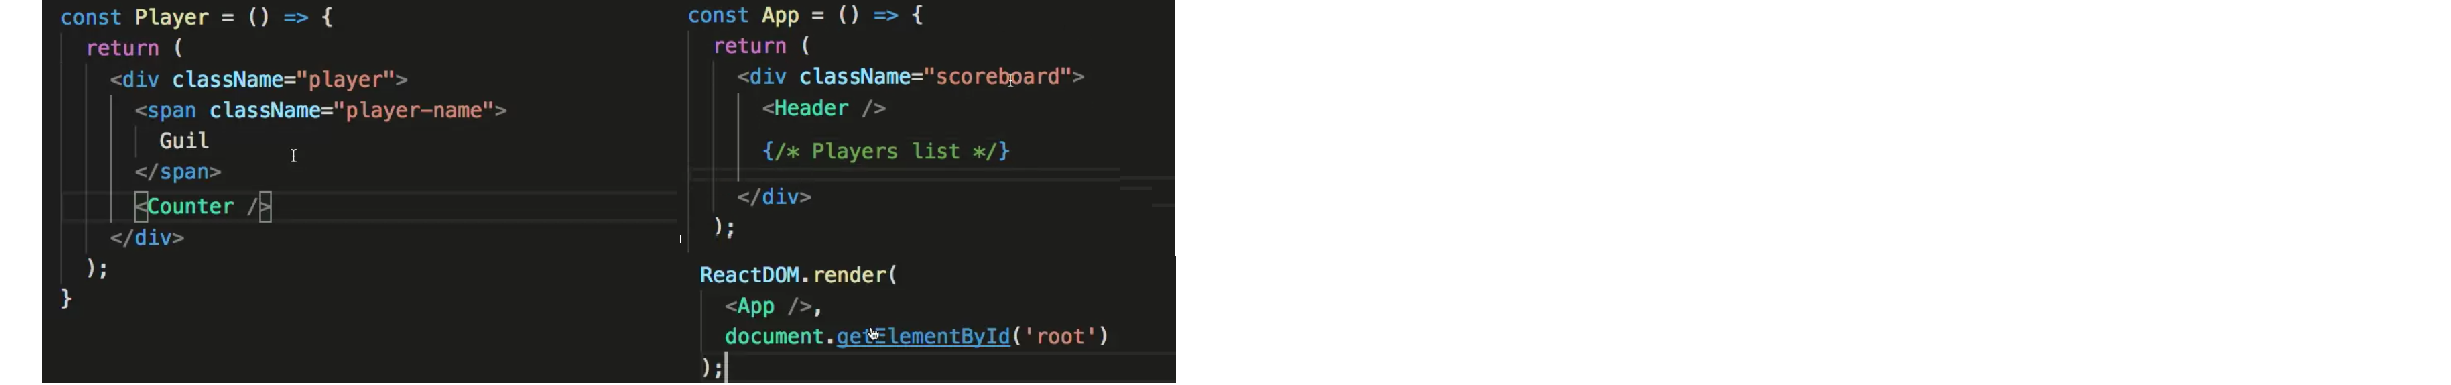 const Player = () => {
  return (
    <div className="player">
      <span className="player-name">
        Guil
      </span>
      <Counter />
    </div>
  );
}
const App = () => {
  return (
    <div className="scoreboard">
      <Header />
      {/* Players list */}
    </div>
  );
ReactDOM.render(
  <App />,
  document.getElementById('root')
);